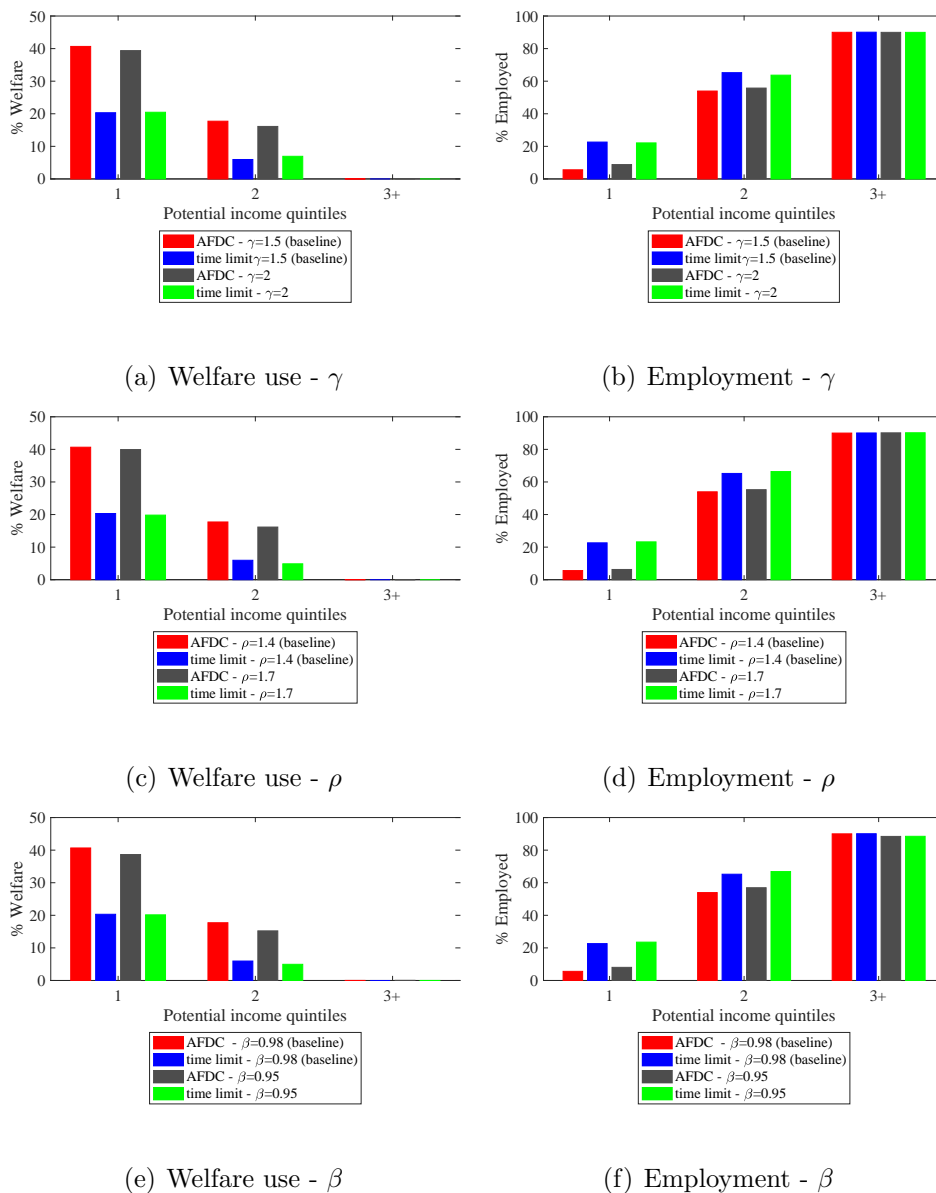 50
40
30
20
10
0
% Welfare
1
2
3+
Potential income quintiles
AFDC - γ=1.5 (baseline)
time limitγ=1.5 (baseline)
AFDC - γ=2
time limit - γ=2
(a) Welfare use - γ
100
80
60
40
20
0
% Employed
1
2
3+
Potential income quintiles
AFDC - γ=1.5 (baseline)
time limitγ=1.5 (baseline)
AFDC - γ=2
time limit - γ=2
(b) Employment - γ
50
40
30
20
10
0
% Welfare
1
2
3+
Potential income quintiles
AFDC - ρ=1.4 (baseline)
time limit - ρ=1.4 (baseline)
AFDC - ρ=1.7
time limit - ρ=1.7
(c) Welfare use - ρ
100
80
60
40
20
0
% Employed
1
2
3+
Potential income quintiles
AFDC - ρ=1.4 (baseline)
time limit - ρ=1.4 (baseline)
AFDC - ρ=1.7
time limit - ρ=1.7
(d) Employment - ρ
50
40
30
20
10
0
% Welfare
1
2
3+
Potential income quintiles
AFDC - β=0.98 (baseline)
time limit - β=0.98 (baseline)
AFDC - β=0.95
time limit - β=0.95
(e) Welfare use - β
100
80
60
40
20
0
% Employed
1
2
3+
Potential income quintiles
AFDC - β=0.98 (baseline)
time limit - β=0.98 (baseline)
AFDC - β=0.95
time limit - β=0.95
(f) Employment - β